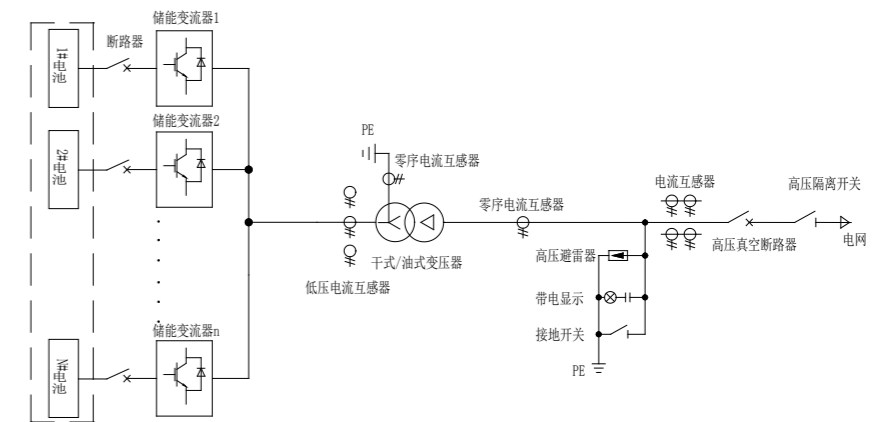 储能变流器1
断路器
1#电池
储能变流器2
2#电池
PE
零序电流互感器
电流互感器
高压隔离开关
零序电流互感器
高压真空断路器
电网
高压避雷器
干式/油式变压器
低压电流互感器
带电显示
储能变流器n
接地开关
PE
N#电池